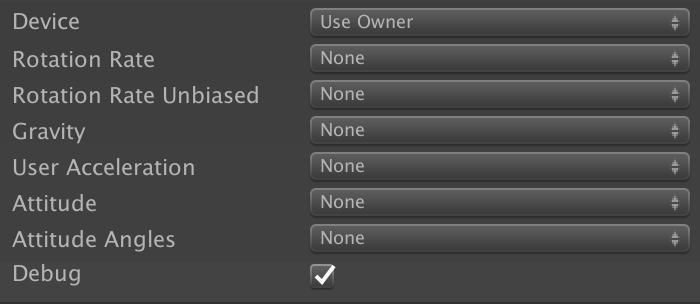 Device Use Owner
Rotation Rate None
Rotation Rate Unbiased None
Gravity None
User Acceleration None
Attitude None
Attitude Angles None
Debug